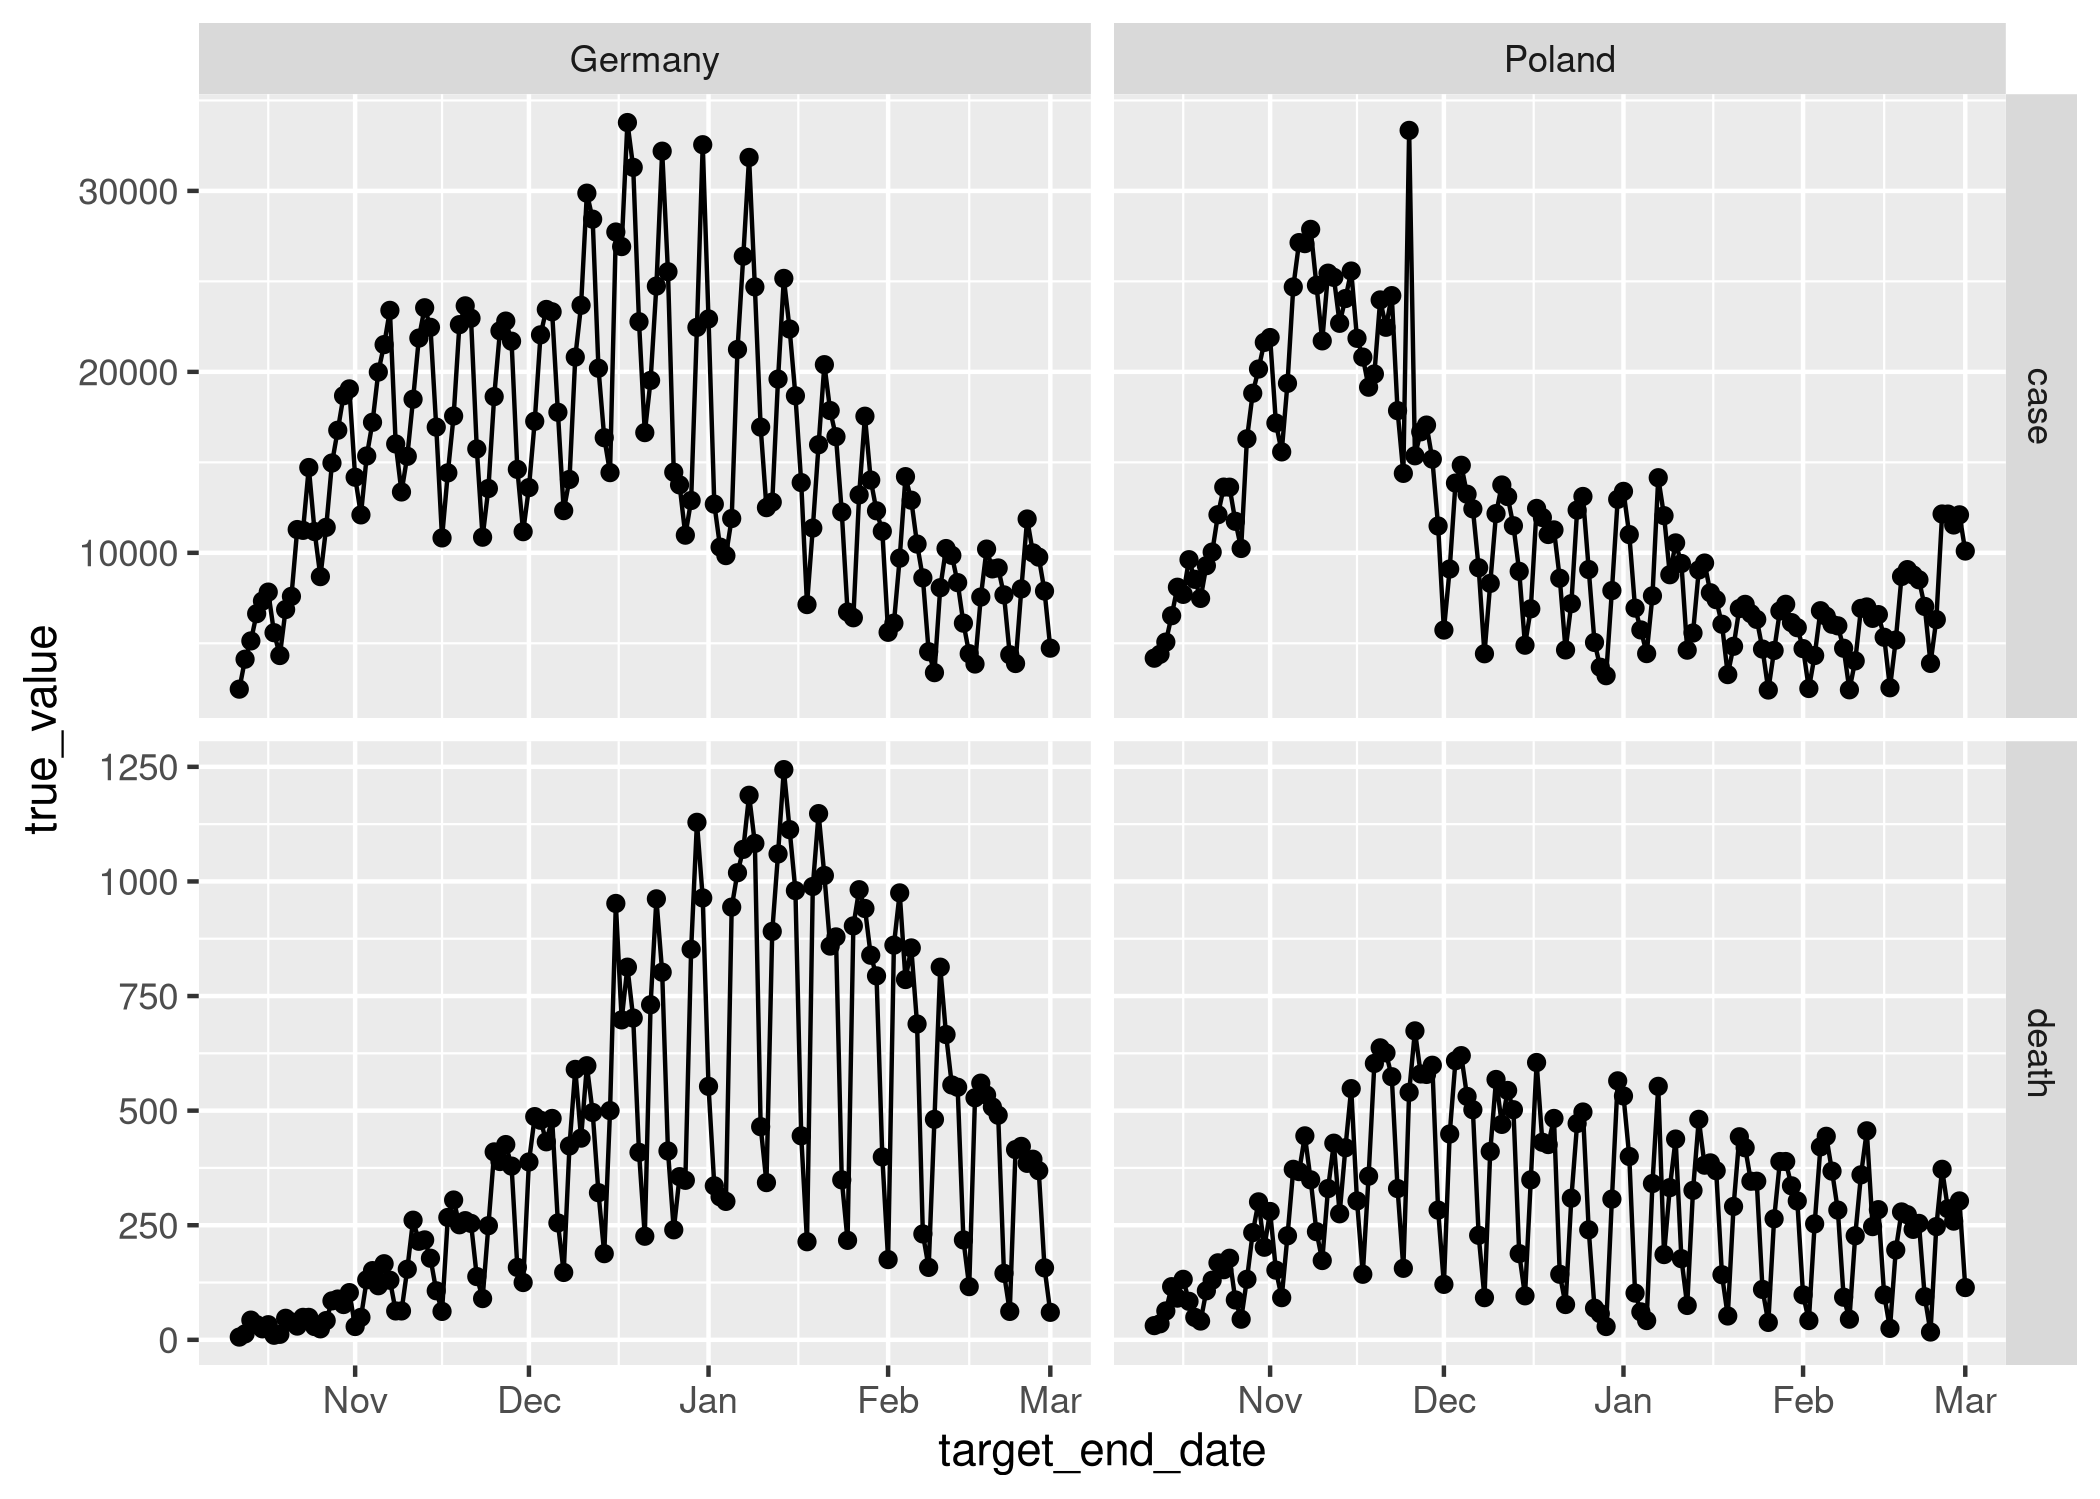 Germany
Poland
30000
20000
10000
case
1250
1000
750
500
250
0
death
true_value
Nov
Dec
Jan
Feb
Mar
Nov
Dec
Jan
Feb
Mar
target_end_date